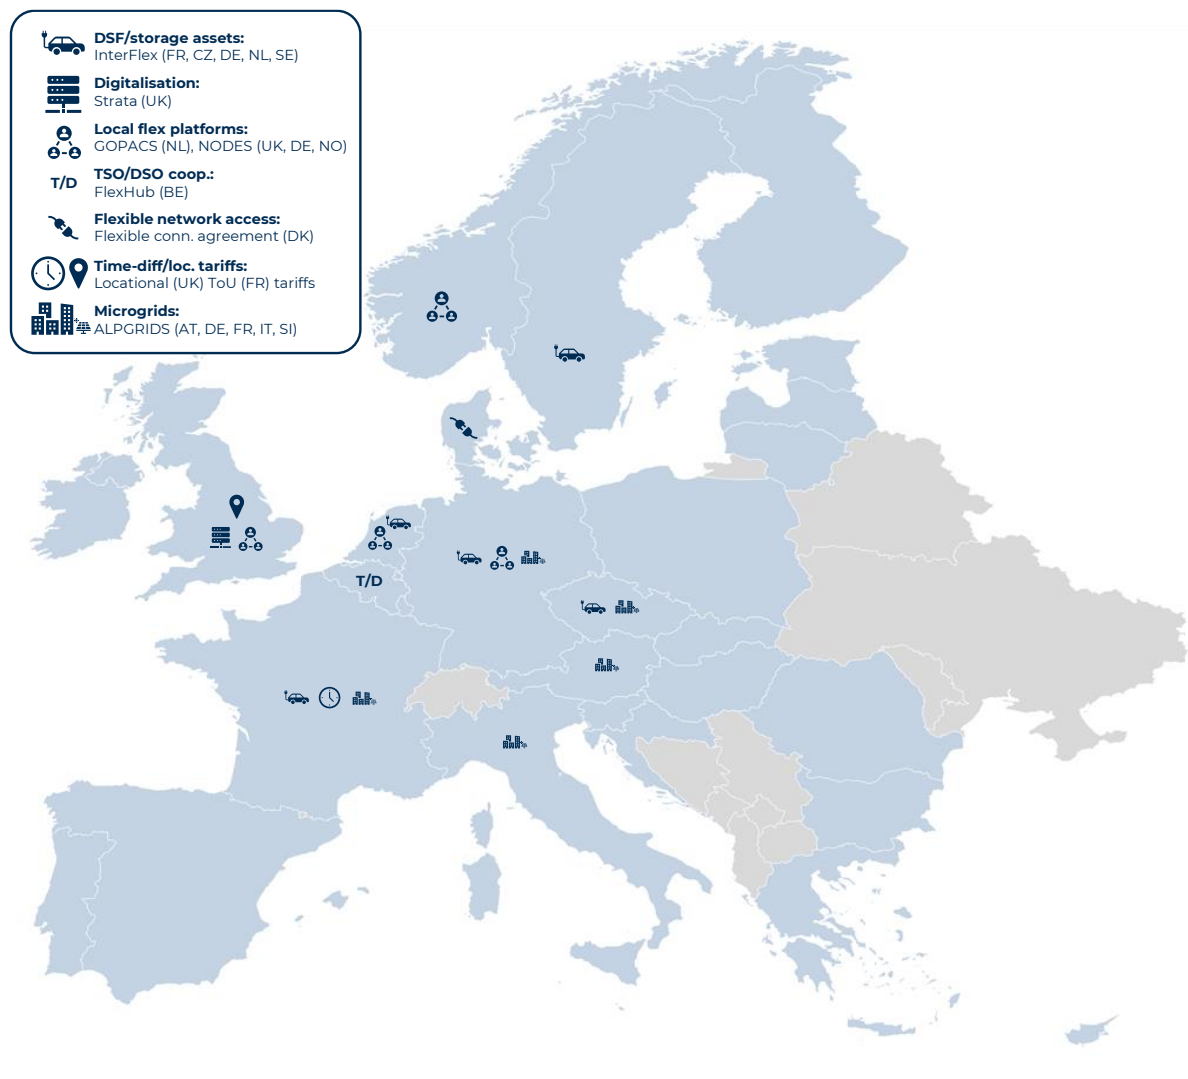 DSF/storage assets:
InterFlex (FR, CZ, DE, NL, SE)
Digitalisation:
Strata (UK)
Local flex platforms:
GOPACS (NL), NODES (UK, DE, NO)
T/D
TSO/DSO coop.:
FlexHub (BE)
Flexible network access:
Flexible conn. agreement (DK)
Time-diff/loc. tariffs:
Locational (UK) ToU (FR) tariffs
Microgrids:
ALPGRIDS (AT, DE, FR, IT, SI)
T/D